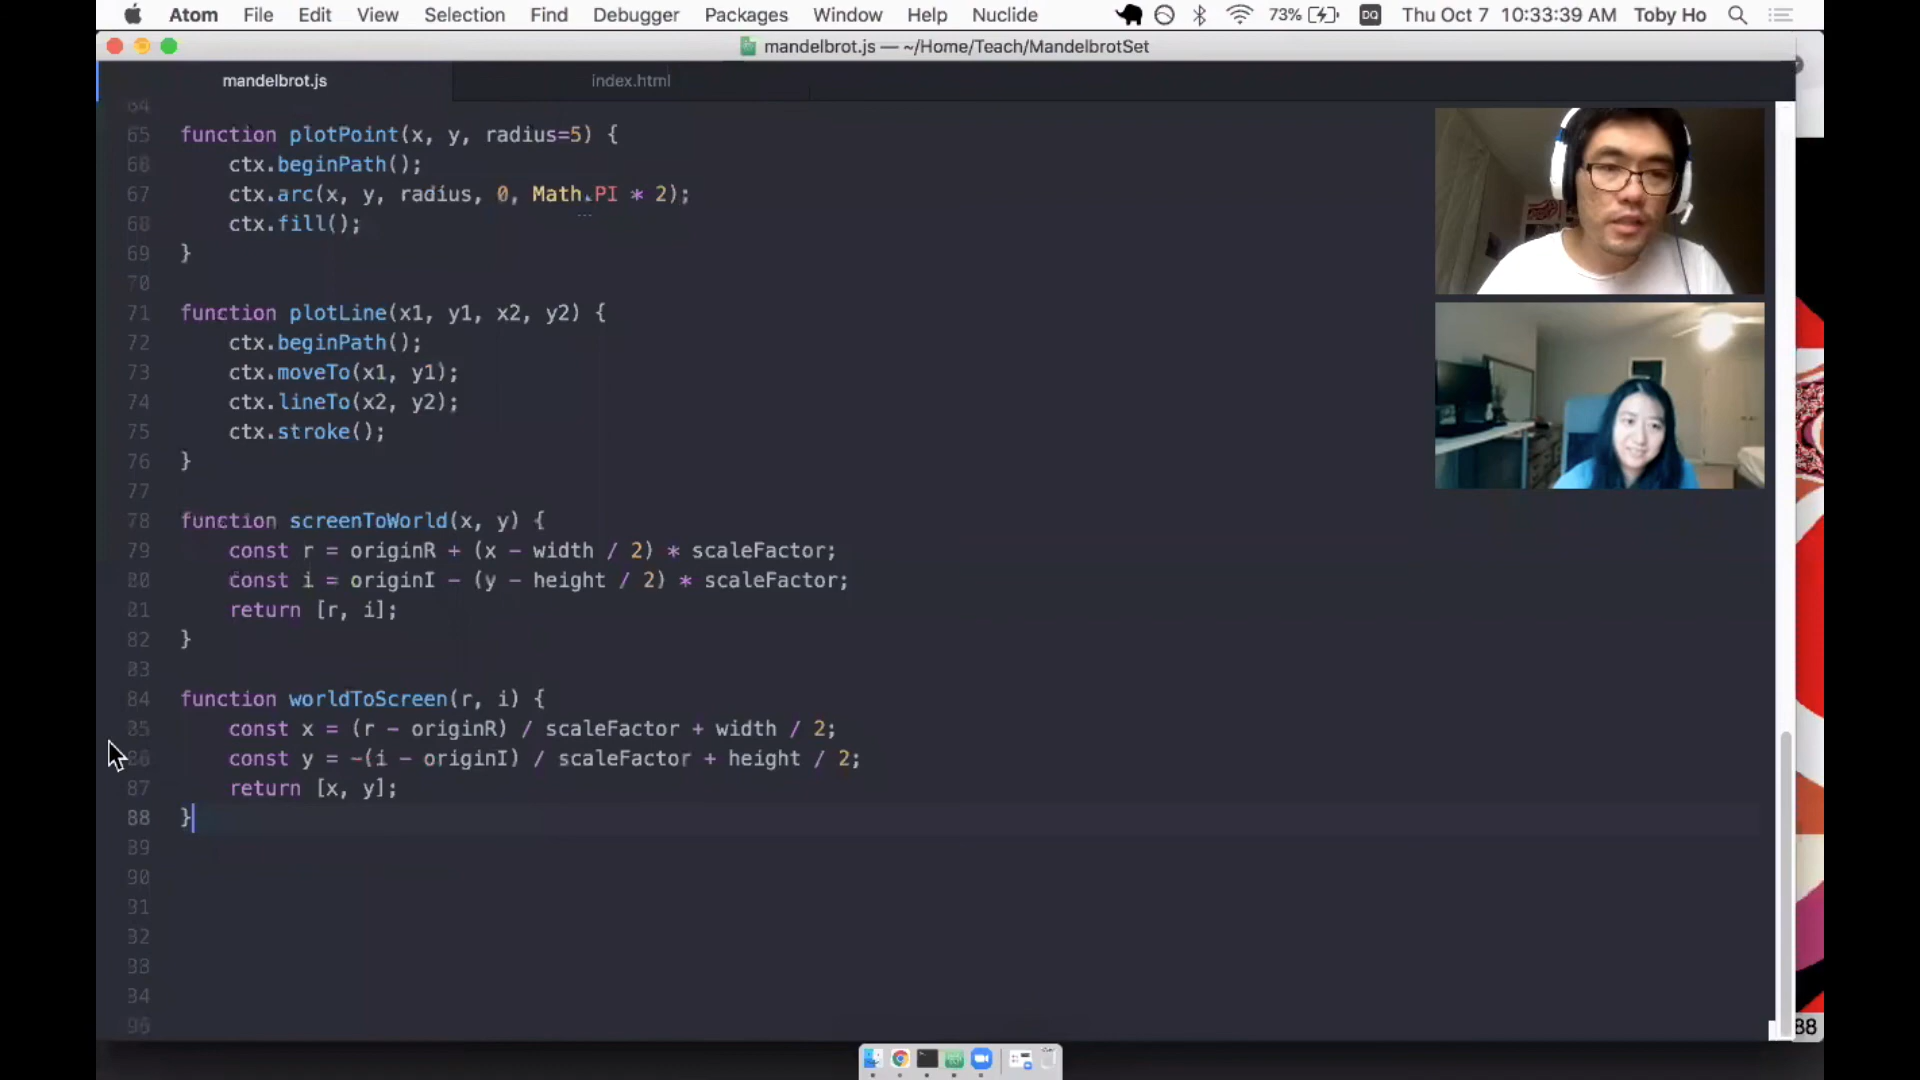 Atom File Edit View Selection Find Debugger Packages Window Help Nuclide 73% DQ Thu Oct 7 10:33:39 AM Toby Ho
mandelbrot.js — ~/Home/Teach/MandelbrotSet
mandelbrot.js index.html
64
65 function plotPoint(x, y, radius=5) {
66 ctx.beginPath();
67 ctx.arc(x, y, radius, 0, Math.PI * 2);
68 ctx.fill();
69 }
70
71 function plotLine(x1, y1, x2, y2) {
72 ctx.beginPath();
73 ctx.moveTo(x1, y1);
74 ctx.lineTo(x2, y2);
75 ctx.stroke();
76 }
77
78 function screenToWorld(x, y) {
79 const r = originR + (x - width / 2) * scaleFactor;
80 const i = originI - (y - height / 2) * scaleFactor;
81 return [r, i];
82 }
83
84 function worldToScreen(r, i) {
85 const x = (r - originR) / scaleFactor + width / 2;
86 const y = -(i - originI) / scaleFactor + height / 2;
87 return [x, y];
88 }
89
90
88